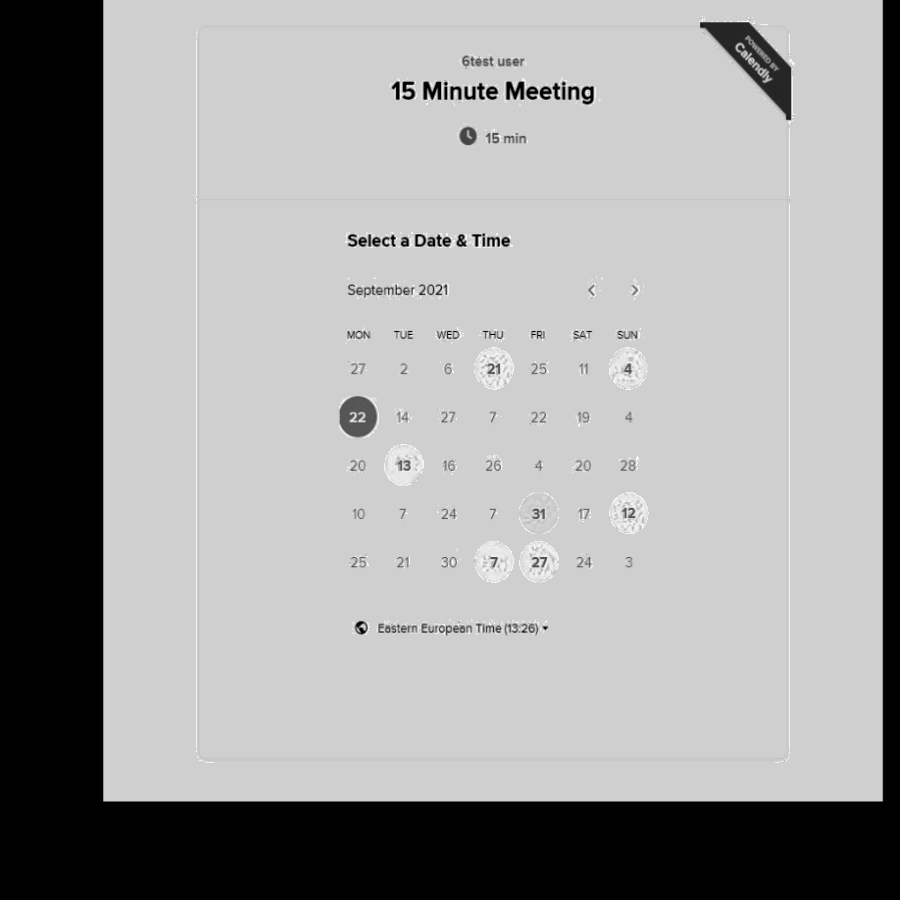 POWERED BY
Calendly
6test user
15 Minute Meeting
15 min
Select a Date & Time
September 2021
MON TUE WED THU FRI SAT SUN
27 2 6 21 25 11 4
22 14 27 7 22 19 4
20 13 16 26 4 20 28
10 7 24 7 31 17 12
25 21 30 7 27 24 3
Eastern European Time (13:26)